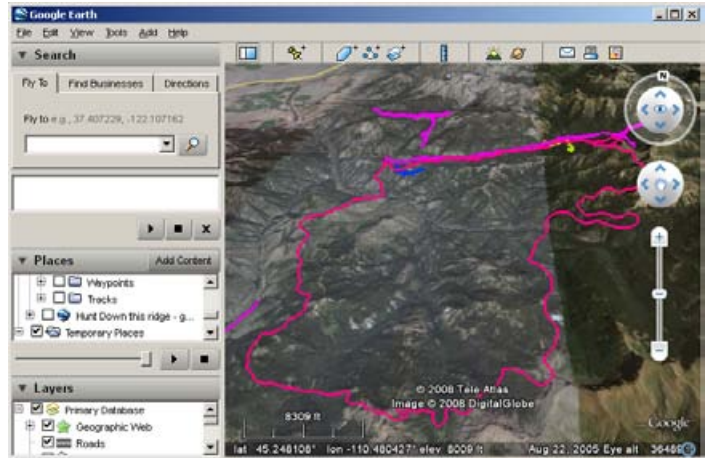 Google Earth
File Edit View Tools Add Help
▼ Search
Fly To Find Businesses Directions
Fly to e.g., 37.407229, -122.107162
▼ Places Add Content
Waypoints
Tracks
Hunt Down this ridge - g...
Temporary Places
▼ Layers
Primary Database
Geographic Web
Roads
N
© 2008 Tele Atlas
Image © 2008 DigitalGlobe
8309 ft
Google
lat 45.248108° lon -110.480427° elev 8009 ft Aug 22, 2005 Eye alt